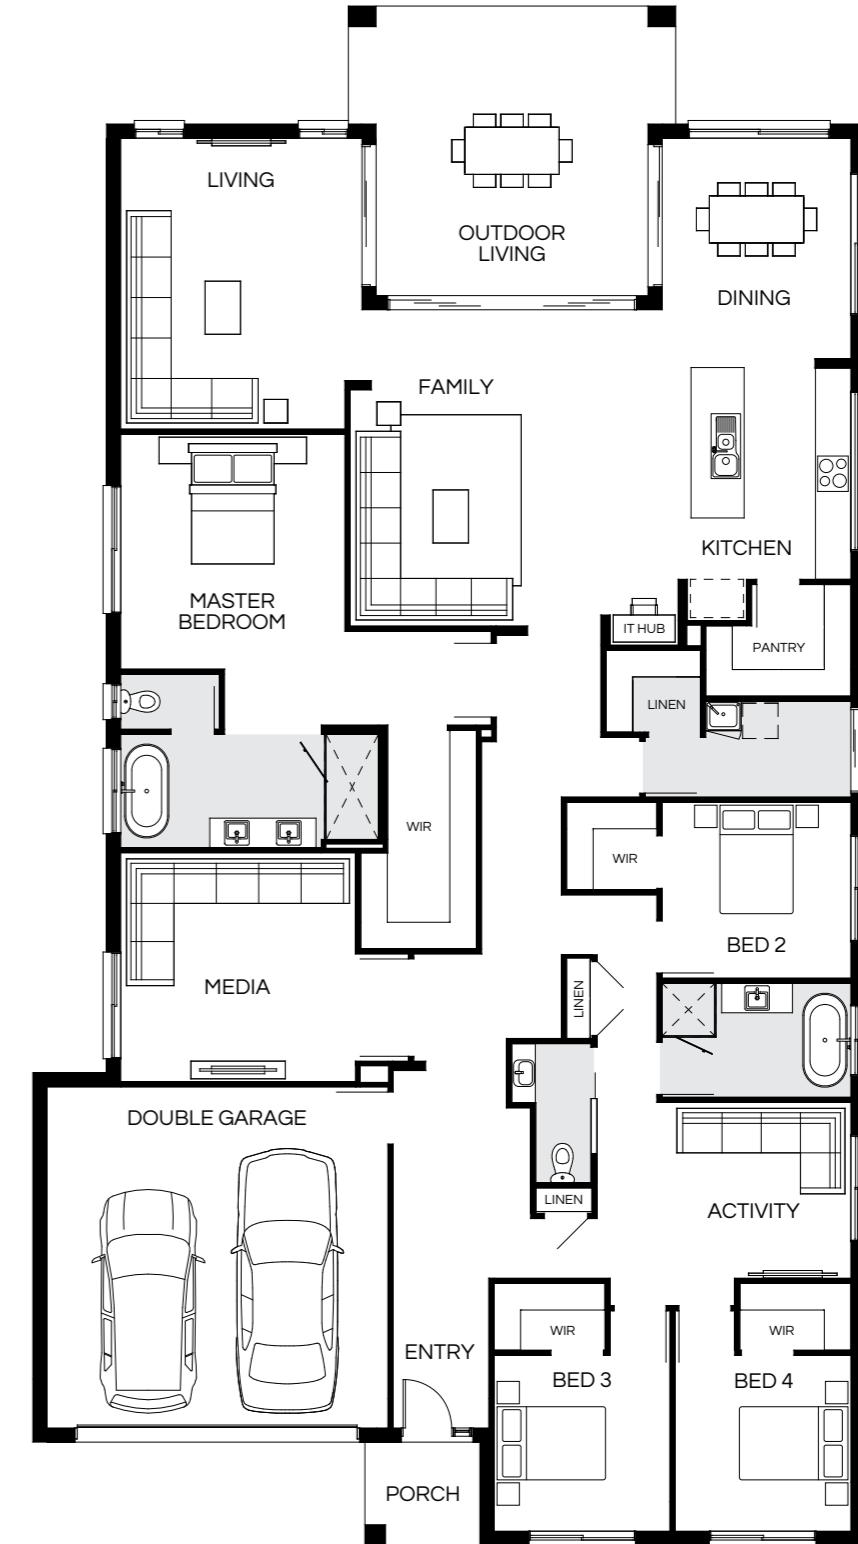 LIVING
OUTDOOR
LIVING
DINING
FAMILY
KITCHEN
MASTER
BEDROOM
IT HUB
PANTRY
LINEN
WIR
WIR
BED 2
MEDIA
LINEN
DOUBLE GARAGE
LINEN
ACTIVITY
WIR
WIR
ENTRY
BED 3
BED 4
PORCH